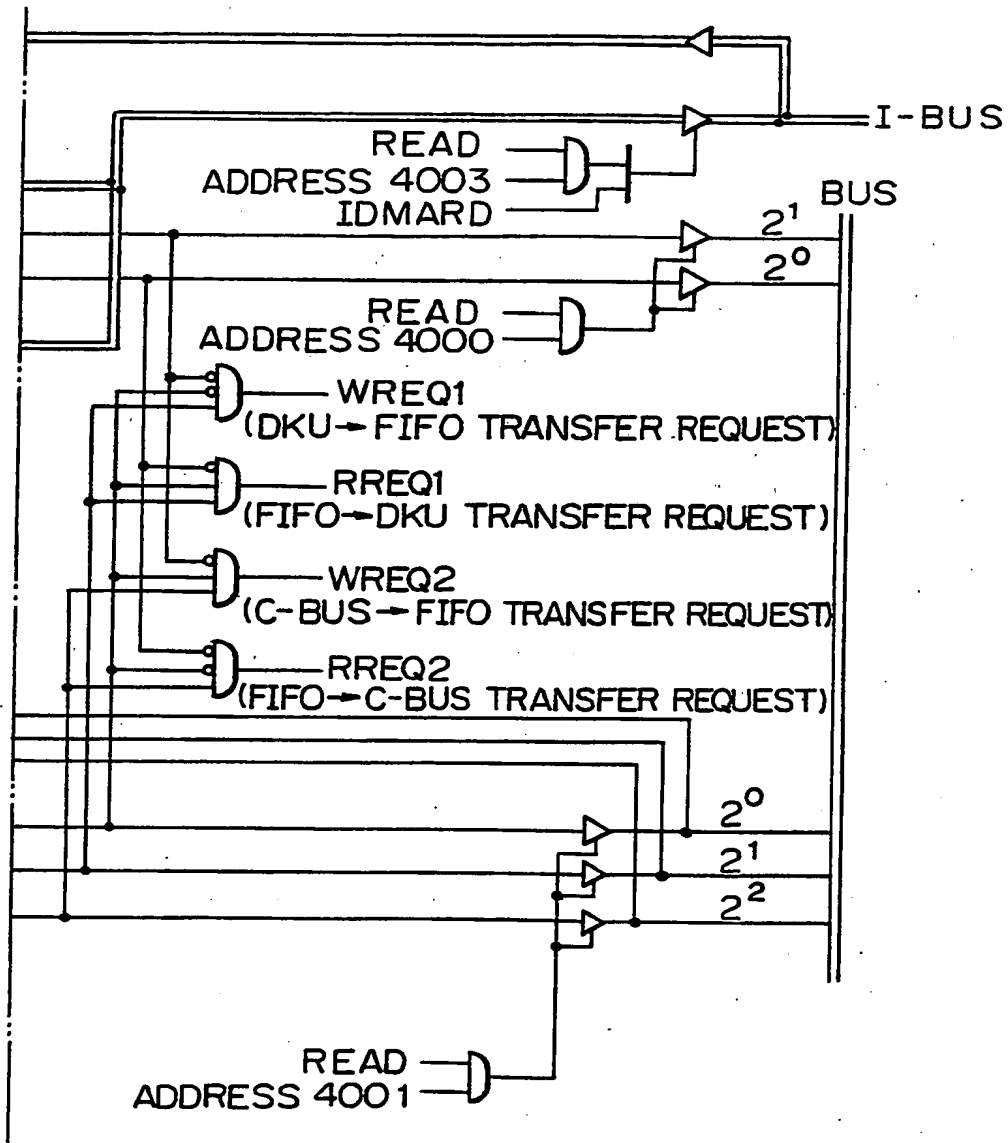 I-BUS
READ
ADDRESS 4003
IDMARD
BUS
2¹
2⁰
READ
ADDRESS 4000
WREQ1
(DKU→FIFO TRANSFER REQUEST)
RREQ1
(FIFO→DKU TRANSFER REQUEST)
WREQ2
(C-BUS→FIFO TRANSFER REQUEST)
RREQ2
(FIFO→C-BUS TRANSFER REQUEST)
2⁰
2¹
2²
READ
ADDRESS 4001